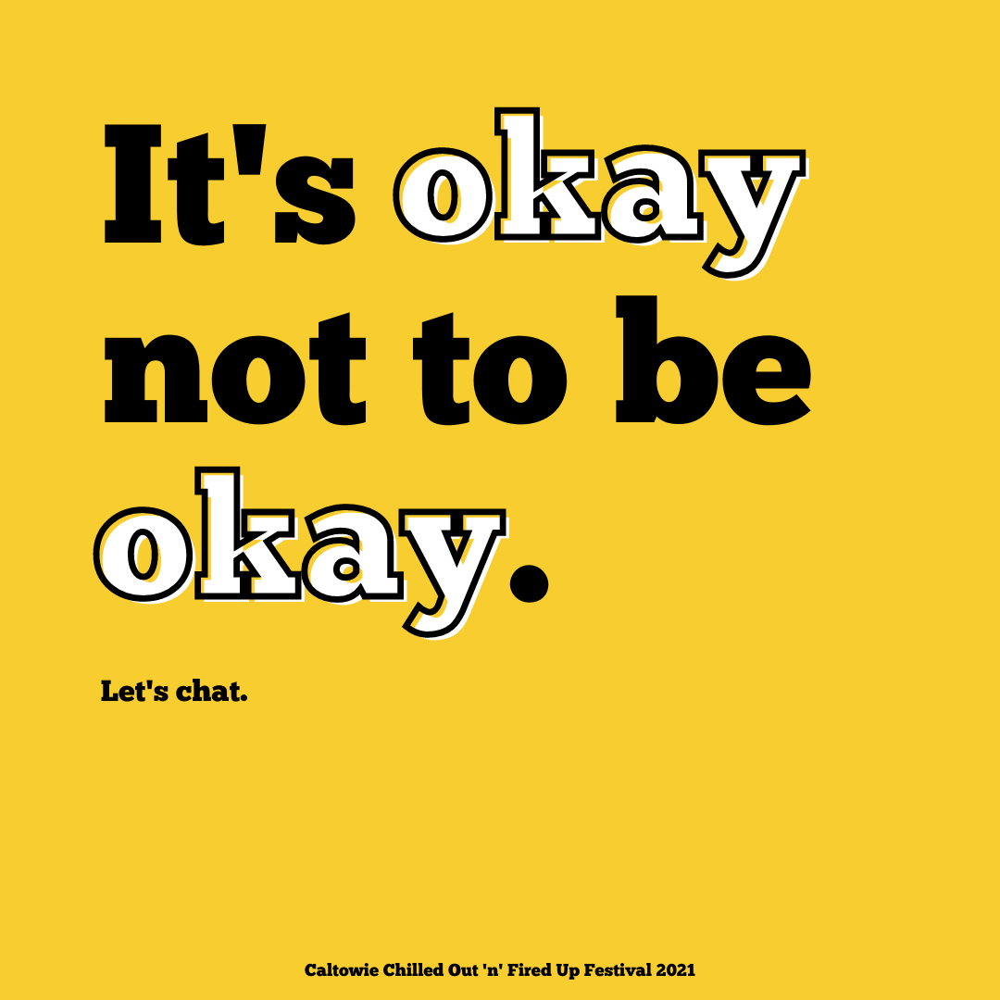 It's okay
not to be
okay.
Let's chat.
Caltowie Chilled Out 'n' Fired Up Festival 2021